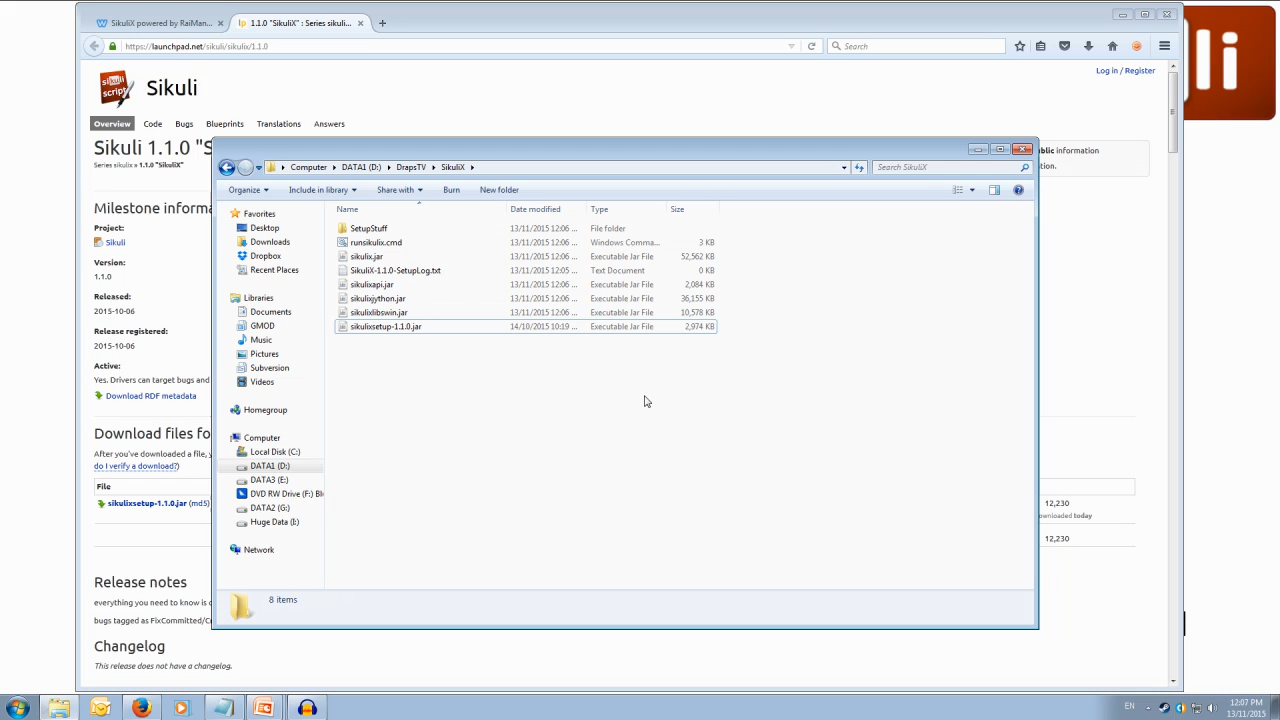 SikuliX powered by RaiMan...
1.1.0 "SikuliX" : Series sikuli...
https://launchpad.net/sikuli/sikulix/1.1.0
Search
li
sikuli
script
Sikuli
Log in / Register
Overview Code Bugs Blueprints Translations Answers
Sikuli 1.1.0 "S
Series sikulix » 1.1.0 "SikuliX"
public information
tion.
Milestone informa
Sikuli
Version:
1.1.0
Released:
2015-10-06
Release registered:
2015-10-06
Active:
Yes. Drivers can target bugs and
Download RDF metadata
Download files fo
After you've downloaded a file, y
do I verify a download?)
File
sikulixsetup-1.1.0.jar (md5)
12,230
ownloaded today
12,230
Release notes
everything you need to know is c
bugs tagged as FixCommitted/C
Changelog
This release does not have a changelog.
Computer DATA1 (D:) DrapsTV SikuliX
Search SikuliX
Organize Include in library Share with Burn New folder
Favorites
Desktop
Downloads
Dropbox
Recent Places
Libraries
Documents
GMOD
Music
Pictures
Subversion
Videos
Homegroup
Computer
Local Disk (C:)
DATA1 (D:)
DATA3 (E:)
DVD RW Drive (F:) Bl
DATA2 (G:)
Huge Data (I:)
Network
Name Date modified Type Size
SetupStuff 13/11/2015 12:06 ... File folder
runsikulix.cmd 13/11/2015 12:06 ... Windows Comma... 3 KB
sikulix.jar 13/11/2015 12:06 ... Executable Jar File 52,562 KB
SikuliX-1.1.0-SetupLog.txt 13/11/2015 12:05 ... Text Document 0 KB
sikulixapi.jar 13/11/2015 12:06 ... Executable Jar File 2,084 KB
sikulixjython.jar 13/11/2015 12:06 ... Executable Jar File 36,155 KB
sikulixlibswin.jar 13/11/2015 12:06 ... Executable Jar File 10,578 KB
sikulixsetup-1.1.0.jar 14/10/2015 10:19 ... Executable Jar File 2,974 KB
8 items
EN
12:07 PM
13/11/2015